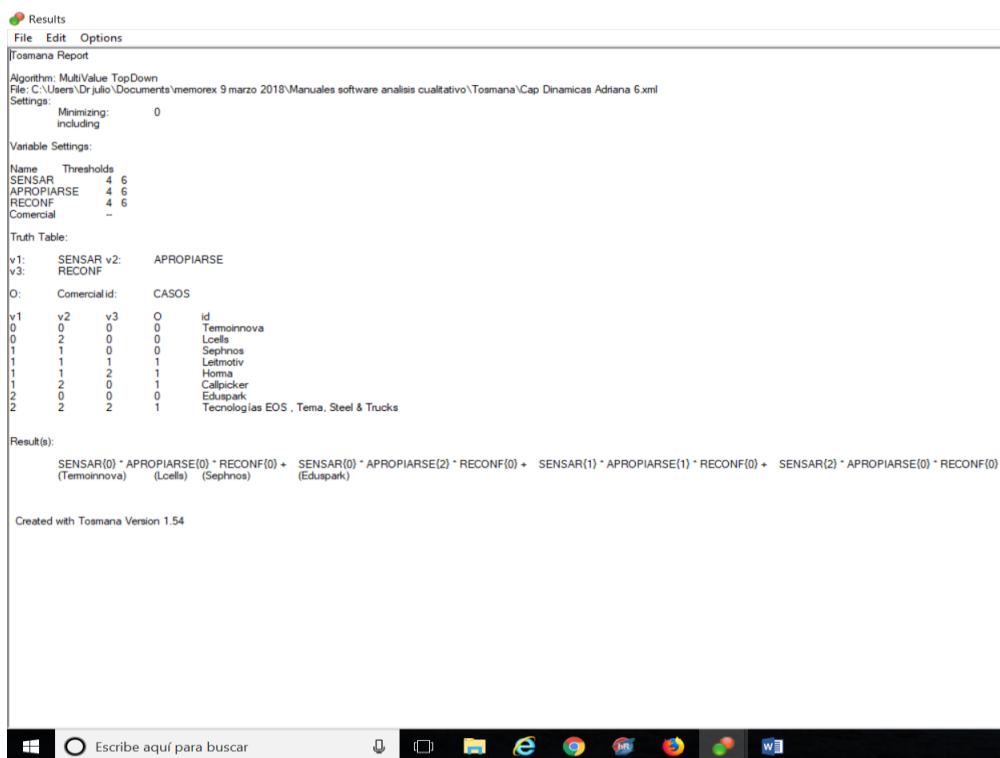 Results
File Edit Options
Tosmana Report
Algorithm: MultiValue TopDown
File: C:\Users\Dr julio\Documents\memorex 9 marzo 2018\Manuales software analisis cualitativo\Tosmana\Cap Dinamicas Adriana 6.xml
Settings:
Minimizing: 0
including
Variable Settings:
Name Thresholds
SENSAR 4 6
APROPIARSE 4 6
RECONF 4 6
Comercial --
Truth Table:
v1: SENSAR v2: APROPIARSE
v3: RECONF
O: Comercial id: CASOS
v1 v2 v3 O id
0 0 0 0 Termoinnova
0 2 0 0 Lcells
1 1 0 0 Sephnos
1 1 1 1 Leitmotiv
1 1 2 1 Horma
1 2 0 1 Callpicker
2 0 0 0 Eduspark
2 2 2 1 Tecnologías EOS , Tema, Steel & Trucks
Result(s):
SENSAR{0} * APROPIARSE{0} * RECONF{0} + SENSAR{0} * APROPIARSE{2} * RECONF{0} + SENSAR{1} * APROPIARSE{1} * RECONF{0} + SENSAR{2} * APROPIARSE{0} * RECONF{0}
(Termoinnova) (Lcells) (Sephnos) (Eduspark)
Created with Tosmana Version 1.54
Escribe aquí para buscar